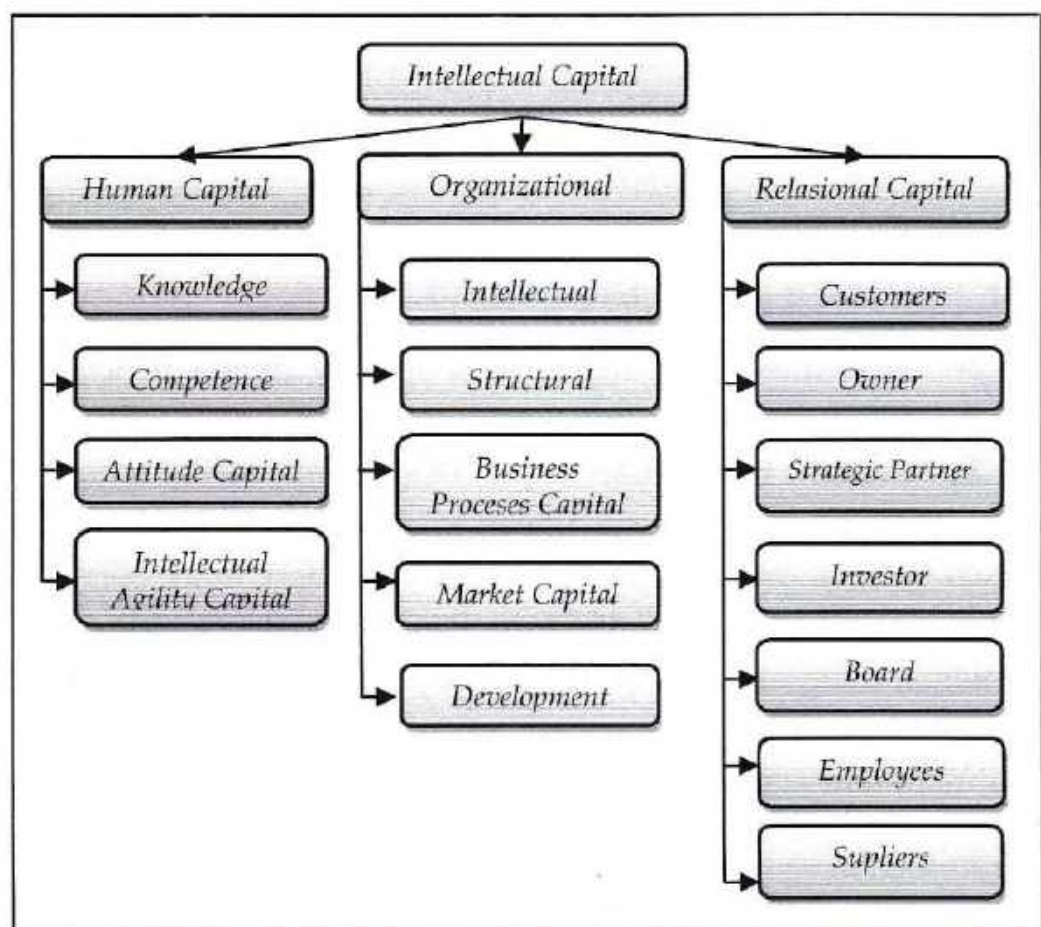 Intellectual Capital
Human Capital
Organizational
Relasional Capital
Knowledge
Competence
Attitude Capital
Intellectual
Agility Capital
Intellectual
Structural
Business
Proceses Capital
Market Capital
Development
Customers
Owner
Strategic Partner
Investor
Board
Employees
Supliers